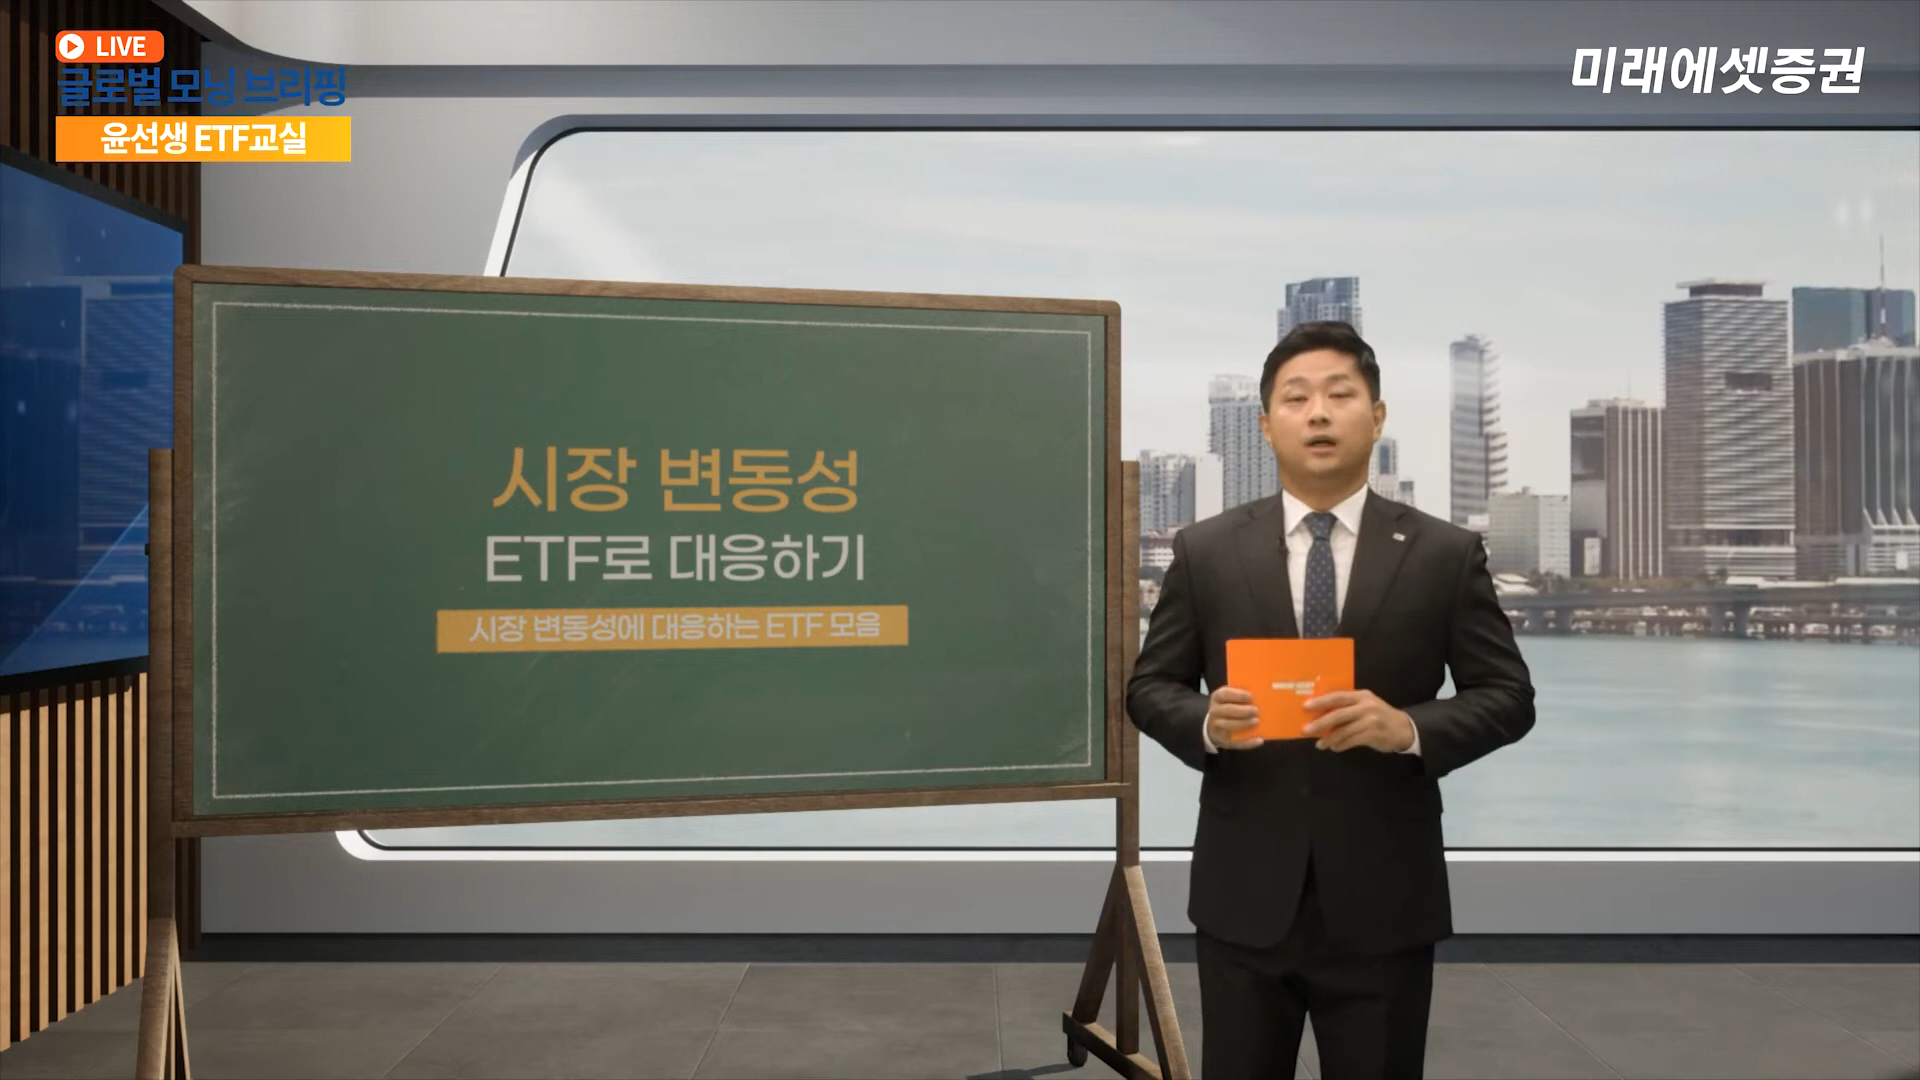 LIVE
글로벌 모닝 브리핑
윤선생 ETF교실
미래에셋증권
시장 변동성
ETF로 대응하기
시장 변동성에 대응하는 ETF 모음